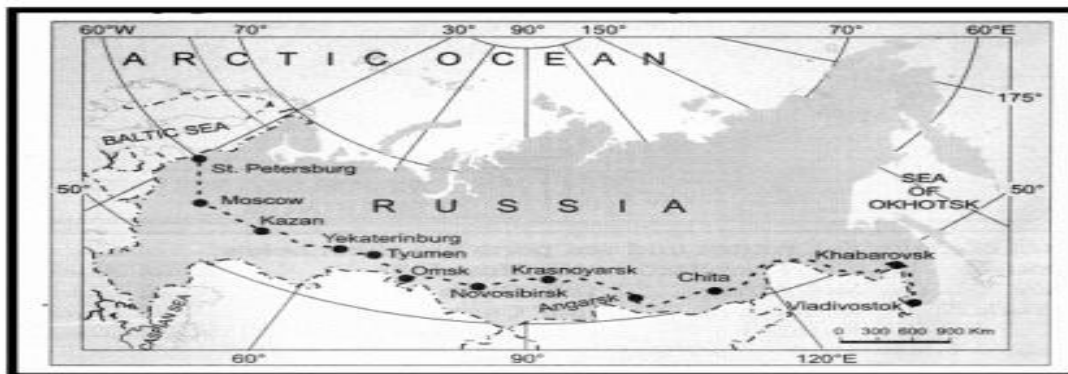 60°W 70° 30° 90° 150° 70° 60°E
ARCTIC OCEAN
175°
BALTIC SEA
St. Petersburg
50°
SEA
OF
OKHOTSK
50°
Moscow
RUSSIA
Kazan
Yekaterinburg
Tyumen
Omsk
Krasnoyarsk
Chita
Khabarovsk
Novosibirsk
Angarsk
Vladivostok
CASPIAN SEA
0 300 600 900 Km
60° 90° 120°E